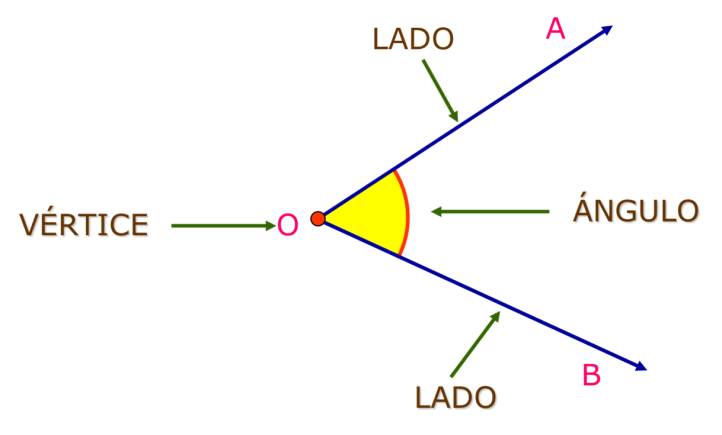 A
LADO
VÉRTICE
O
ÁNGULO
B
LADO